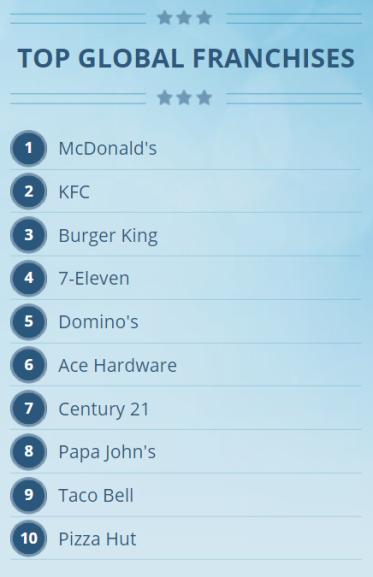 TOP GLOBAL FRANCHISES
1 McDonald's
2 KFC
3 Burger King
4 7-Eleven
5 Domino's
6 Ace Hardware
7 Century 21
8 Papa John's
9 Taco Bell
10 Pizza Hut